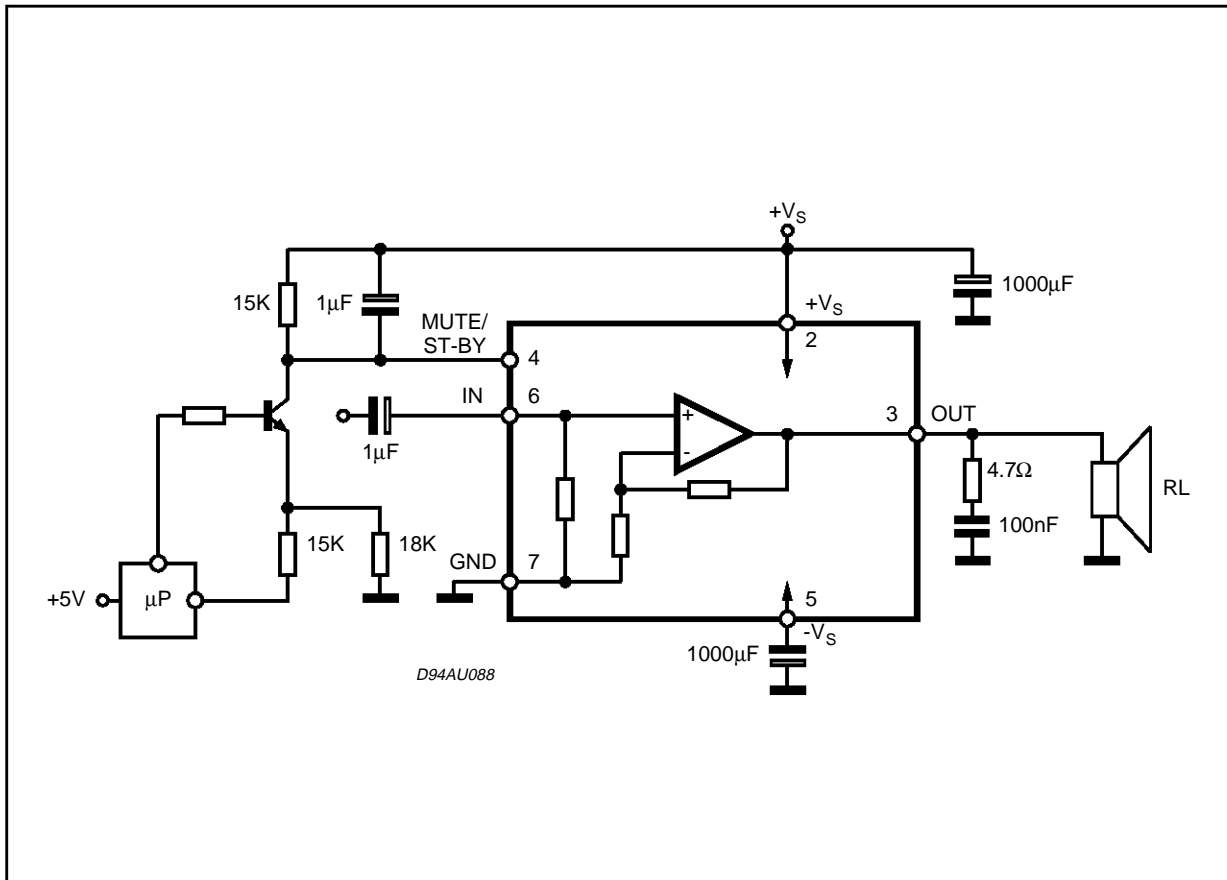 +VS
15K
1µF
1000µF
+VS
2
MUTE/
ST-BY
4
IN
6
1µF
+
-
3
OUT
4.7Ω
100nF
RL
15K
18K
GND
7
+5V
µP
5
-VS
1000µF
D94AU088